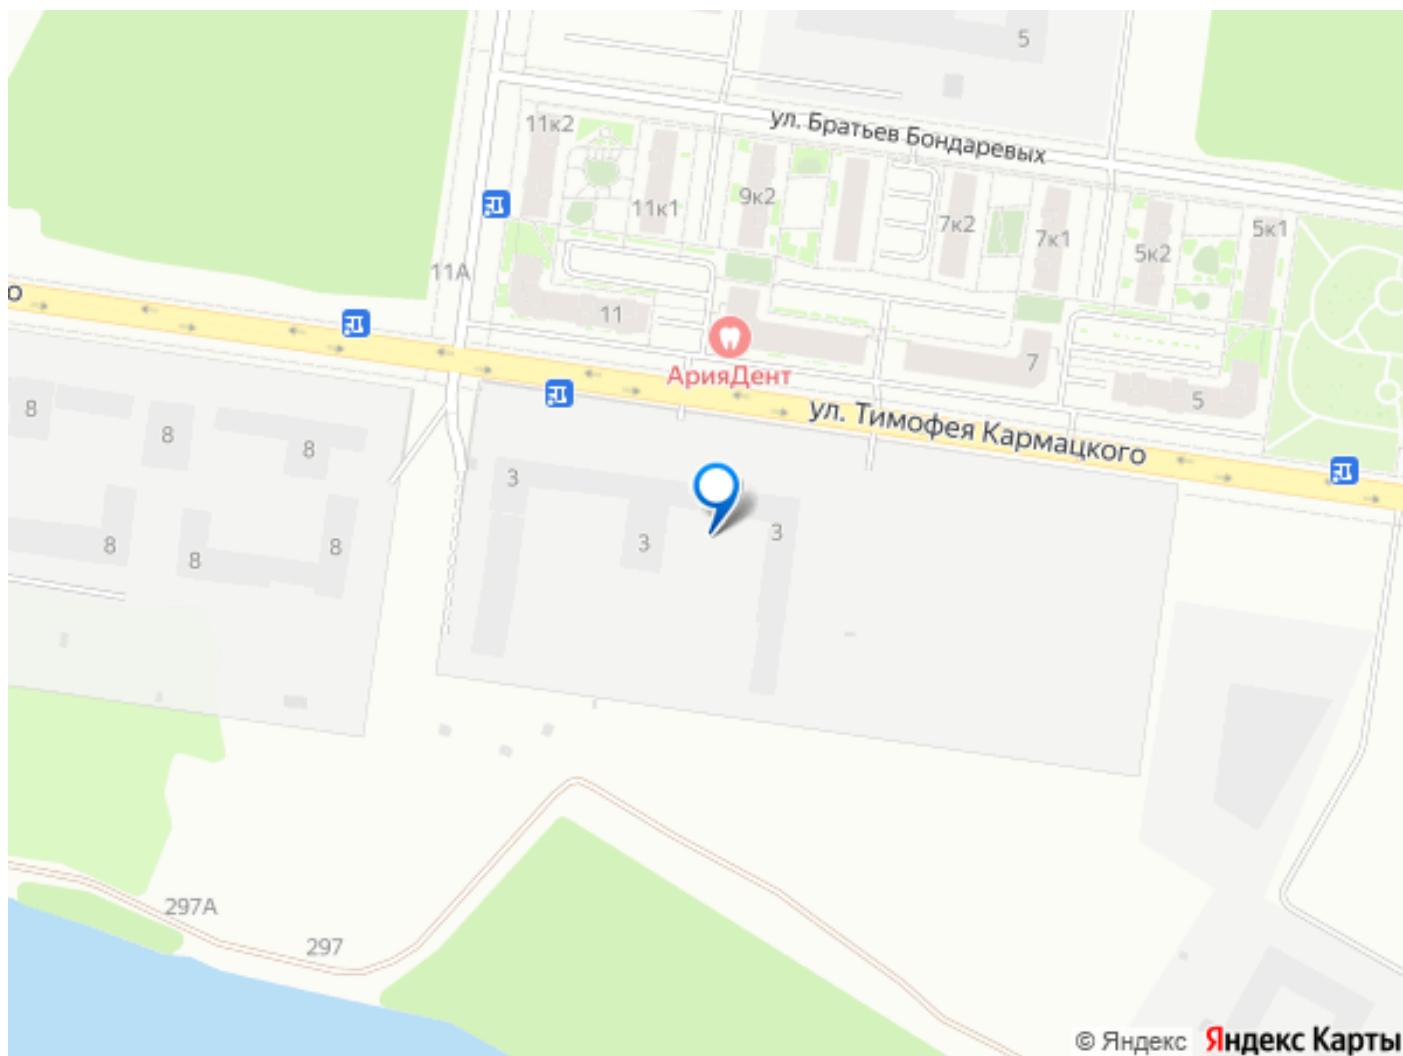 5
ул. Братьев Бондаревых
11к2
11к1
9к2
7к2
7к1
5к2
5к1
11А
о
11
7
АрияДент
5
ул. Тимофея Кармацкого
8
8
8
3
3
3
8
8
8
297А
297
© Яндекс Яндекс Карты